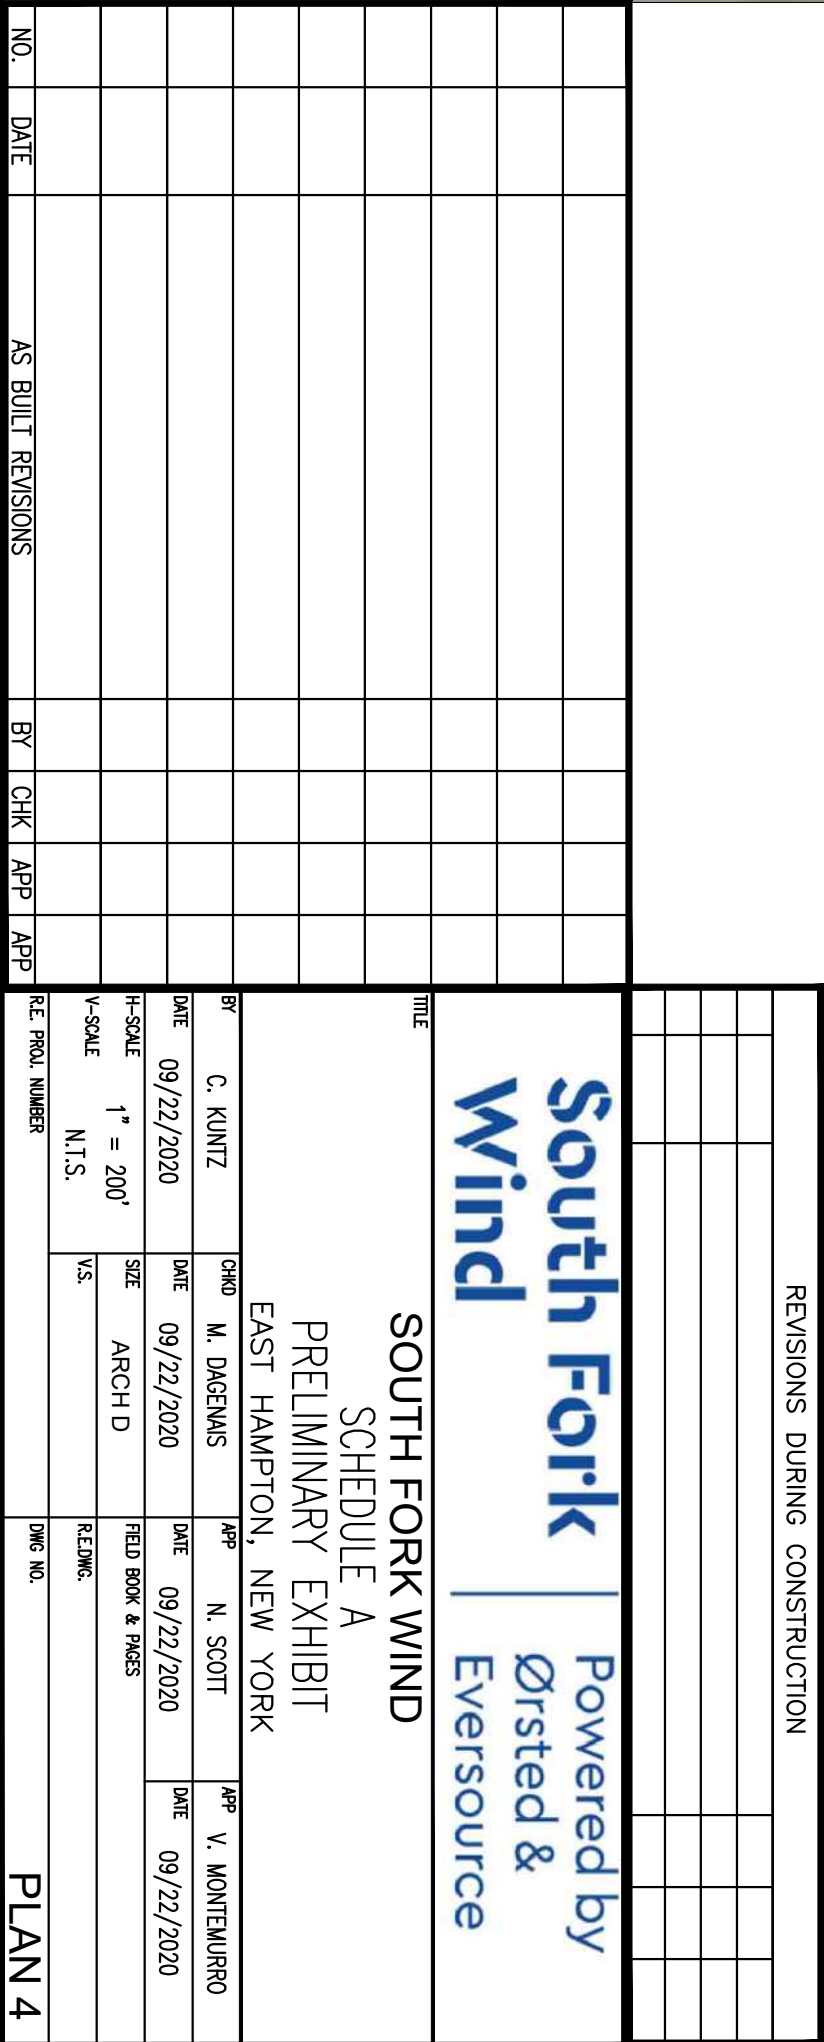 REVISIONS DURING CONSTRUCTION
NO. DATE AS BUILT REVISIONS BY CHK APP APP
South Fork
Wind
Powered by
Ørsted &
Eversource
TITLE
SOUTH FORK WIND
SCHEDULE A
PRELIMINARY EXHIBIT
EAST HAMPTON, NEW YORK
BY C. KUNTZ CHKD M. DAGENAIS APP N. SCOTT APP V. MONTEMURRO
DATE 09/22/2020 DATE 09/22/2020 DATE 09/22/2020 DATE 09/22/2020
H-SCALE 1" = 200' SIZE ARCH D FIELD BOOK & PAGES
V-SCALE N.T.S. V.S. R.E.DWG.
R.E. PROJ. NUMBER DWG NO. PLAN 4